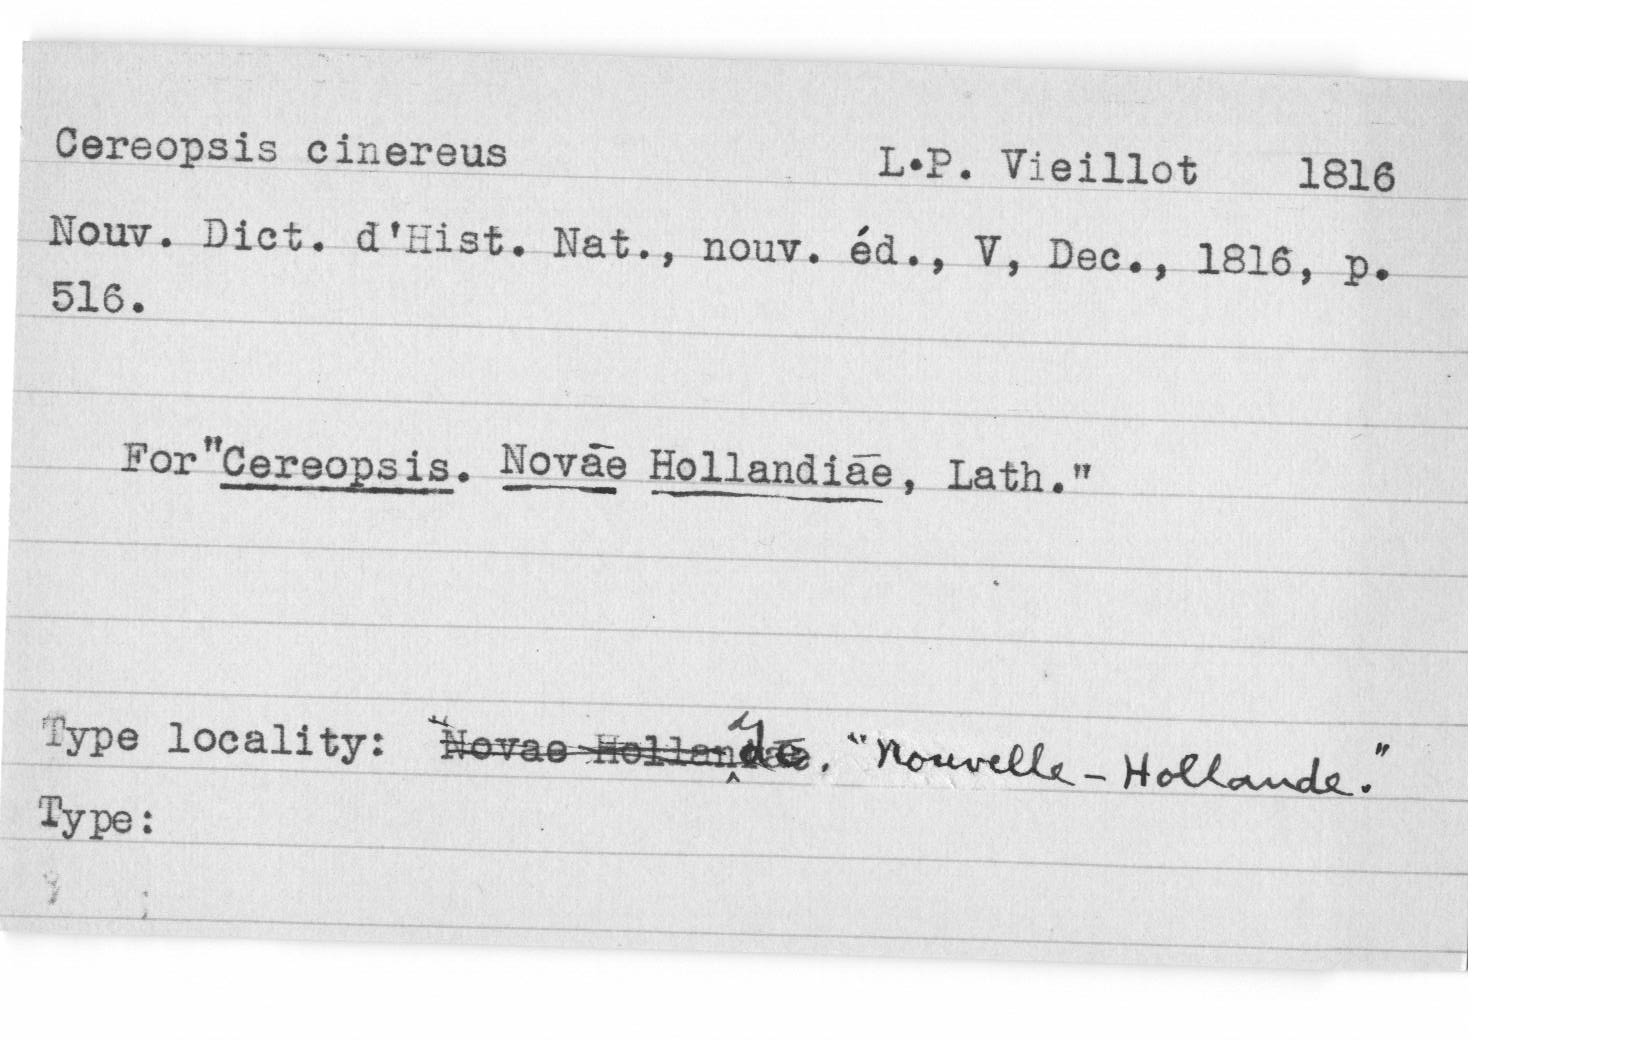 Cereopsis cinereus L.P. Vieillot 1816
Nouv. Dict. d'Hist. Nat., nouv. éd., V, Dec., 1816, p.
516.
For "Cereopsis. Novāe Hollandiāe, Lath."
Type locality: "Novae Hollan . "Nouvelle-Hollande."
Type: